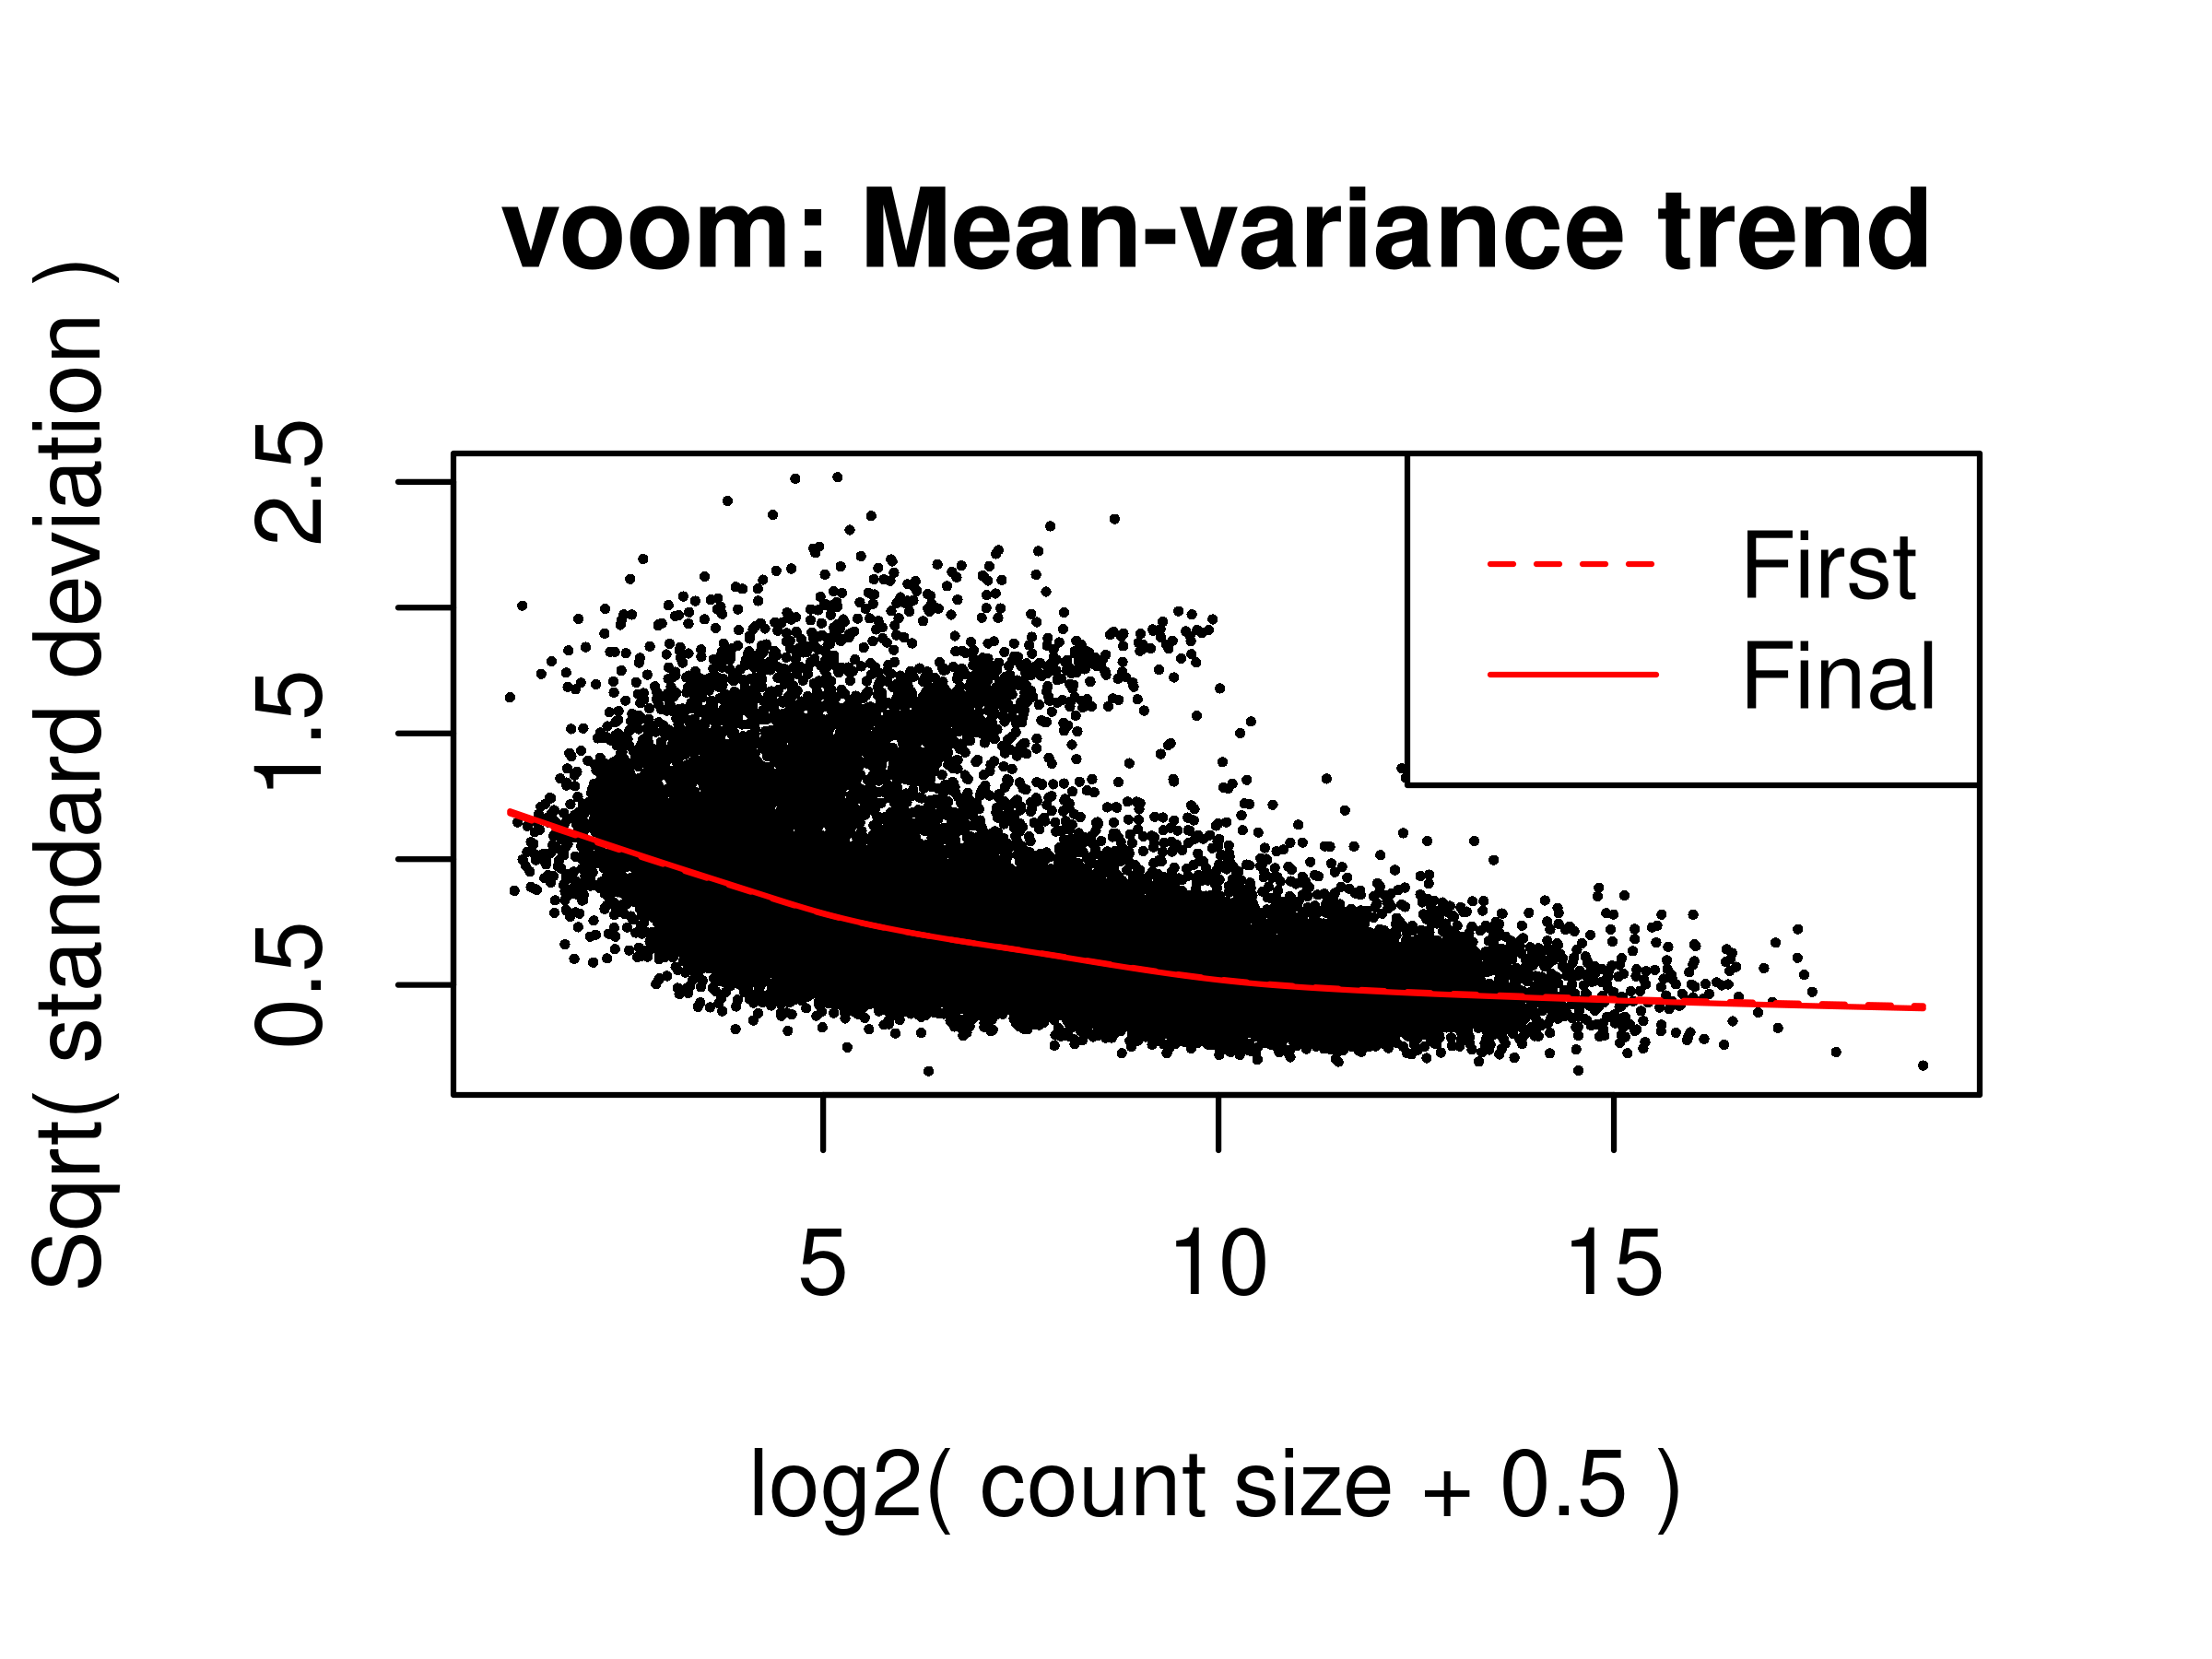 voom: Mean-variance trend
Sqrt( standard deviation )
2.5
1.5
0.5
First
Final
5 10 15
log2( count size + 0.5 )